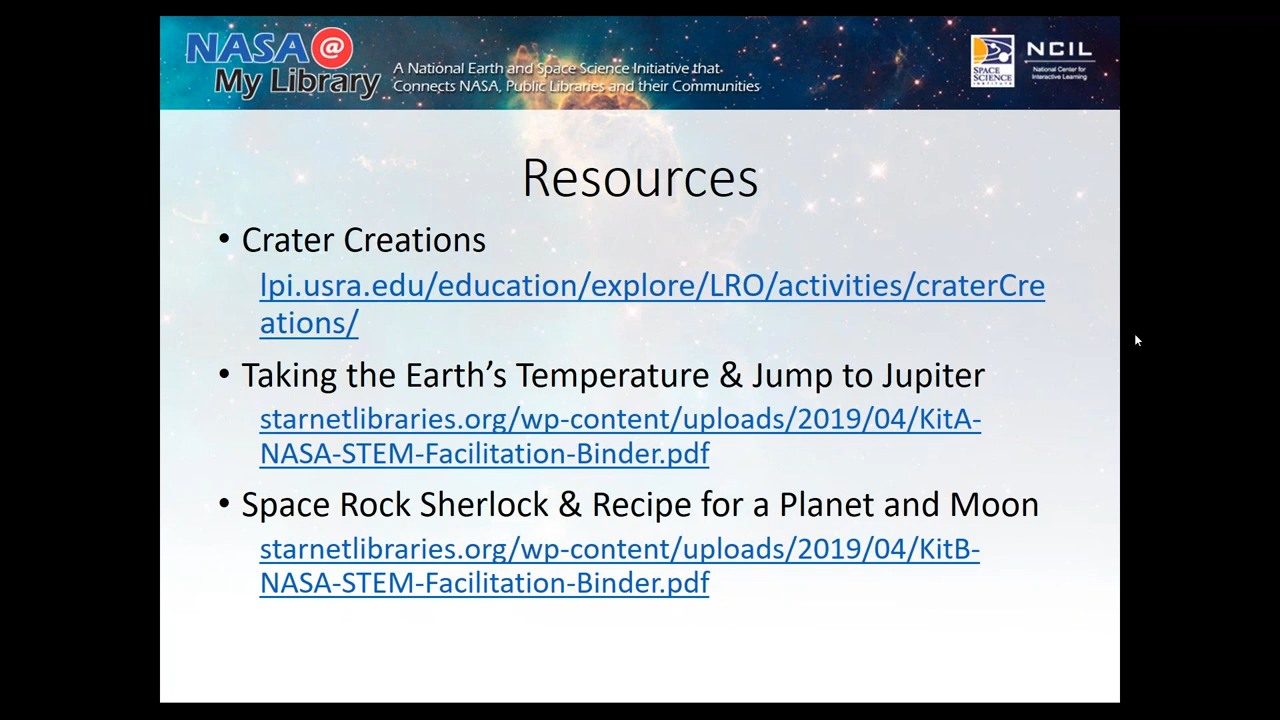 NASA @
My Library
A National Earth and Space Science Initiative that
Connects NASA, Public Libraries and their Communities
SPACE
SCIENCE
INSTITUTE
NCIL
National Center for
Interactive Learning
Resources
• Crater Creations
lpi.usra.edu/education/explore/LRO/activities/craterCre
ations/
• Taking the Earth’s Temperature & Jump to Jupiter
starnetlibraries.org/wp-content/uploads/2019/04/KitA-
NASA-STEM-Facilitation-Binder.pdf
• Space Rock Sherlock & Recipe for a Planet and Moon
starnetlibraries.org/wp-content/uploads/2019/04/KitB-
NASA-STEM-Facilitation-Binder.pdf